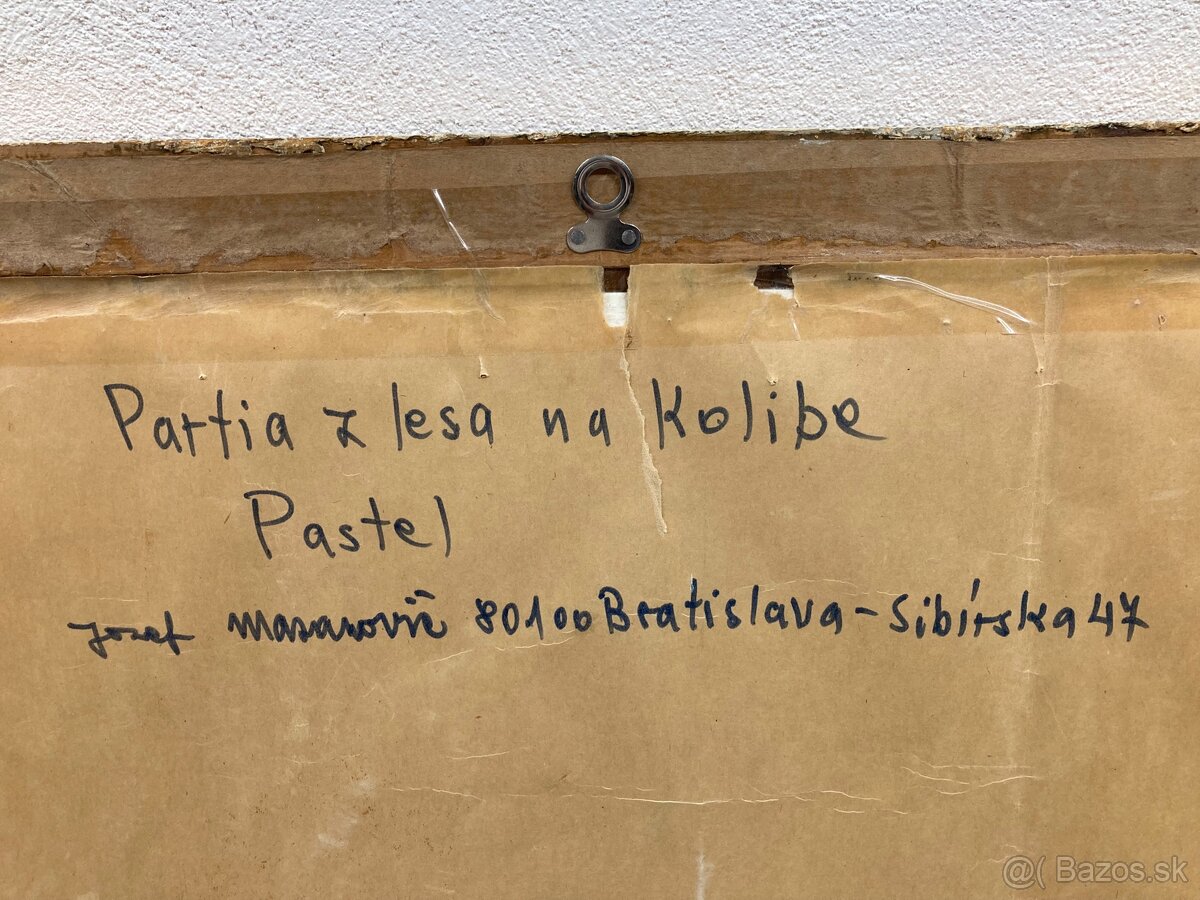 Partia z lesa na Kolibe
Pastel
Jozef 80100 Bratislava - Sibírska 47
@( Bazos.sk